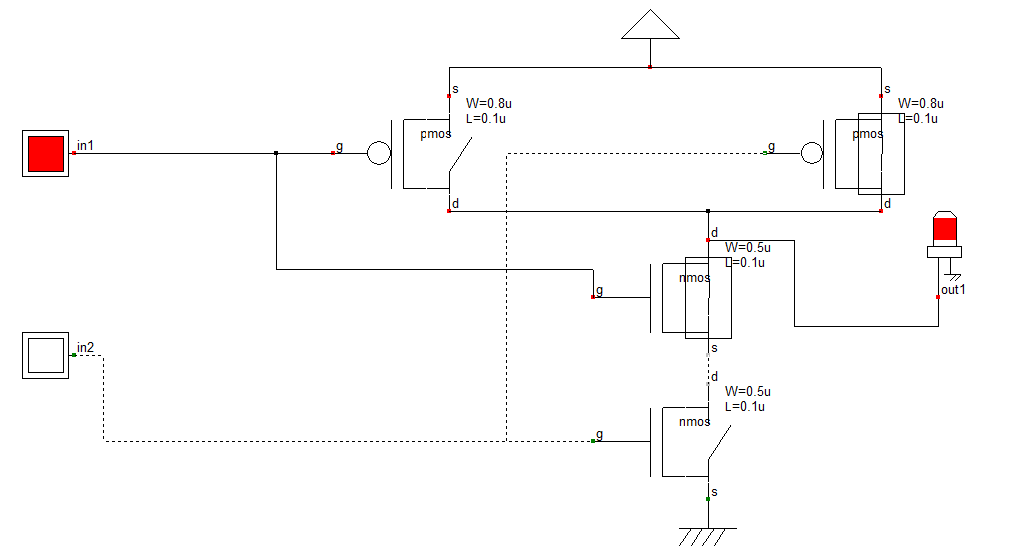 s
W=0.8u
L=0.1u
pmos
g
d
s
W=0.8u
L=0.1u
pmos
g
d
in1
d
W=0.5u
L=0.1u
nmos
g
s
out1
in2
d
W=0.5u
L=0.1u
nmos
g
s